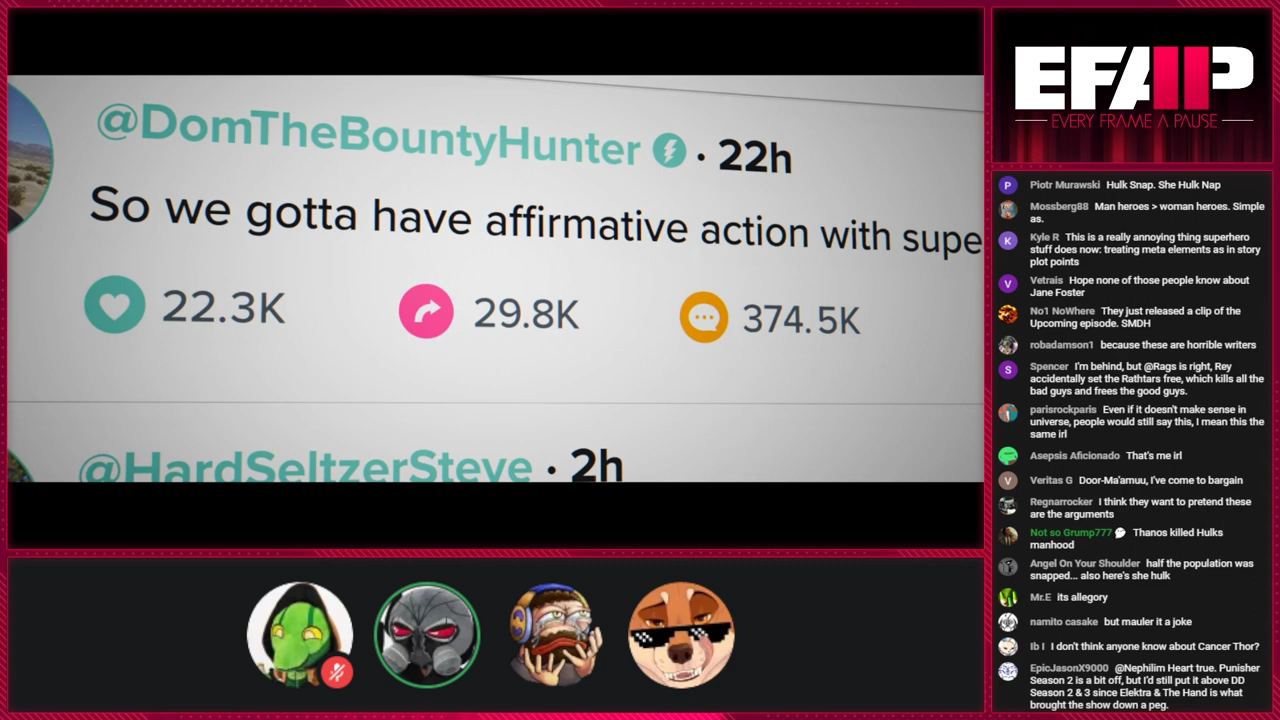 @DomTheBountyHunter · 22h
So we gotta have affirmative action with supe
22.3K 29.8K 374.5K
@HardSeltzerSteve · 2h
EFAP
EVERY FRAME A PAUSE
P Piotr Murawski Hulk Snap. She Hulk Nap
Mossberg88 Man heroes > woman heroes. Simple
as.
K Kyle R This is a really annoying thing superhero
stuff does now: treating meta elements as in story
plot points
V Vetrais Hope none of those people know about
Jane Foster
No1 NoWhere They just released a clip of the
Upcoming episode. SMDH
robadamson1 because these are horrible writers
S Spencer I'm behind, but @Rags is right, Rey
accidentally set the Rathtars free, which kills all the
bad guys and frees the good guys.
parisrockparis Even if it doesn't make sense in
universe, people would still say this, I mean this the
same irl
Asepsis Aficionado That's me irl
V Veritas G Door-Ma'amuu, I've come to bargain
Regnarrocker I think they want to pretend these
are the arguments
Not so Grump777 Thanos killed Hulks
manhood
Angel On Your Shoulder half the population was
snapped... also here's she hulk
Mr.E its allegory
namito casake but mauler it a joke
Ib I I don't think anyone know about Cancer Thor?
EpicJasonX9000 @Nephilim Heart true. Punisher
Season 2 is a bit off, but I'd still put it above DD
Season 2 & 3 since Elektra & The Hand is what
brought the show down a peg.